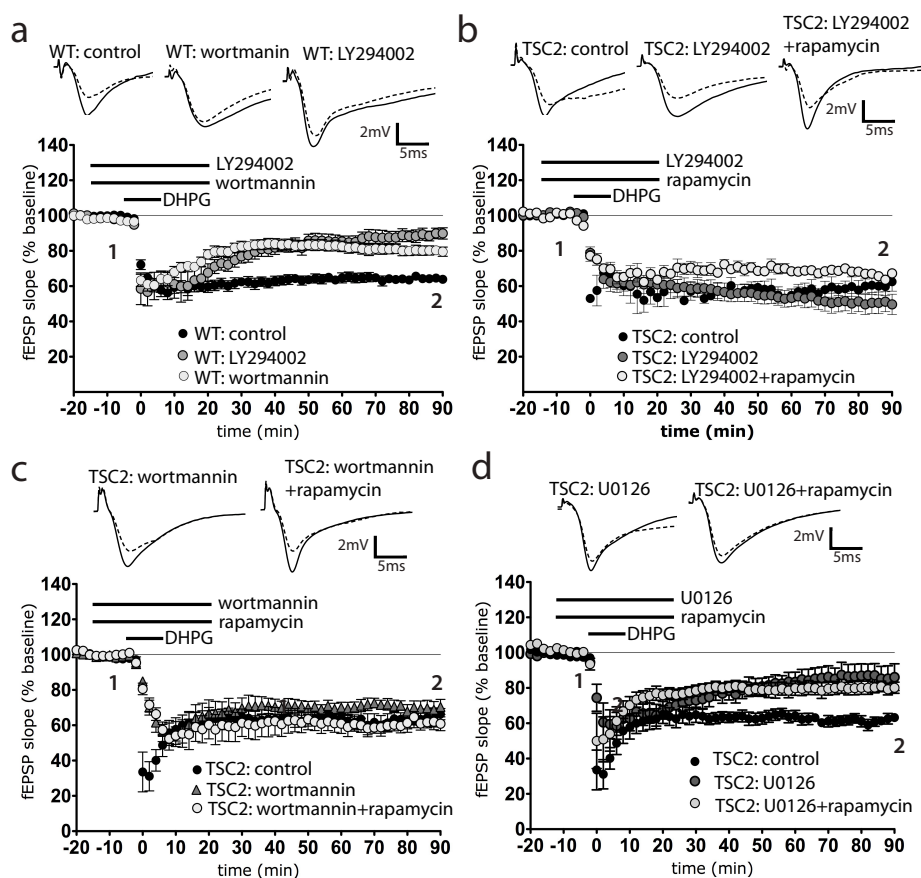 a
WT: control
WT: wortmanin
WT: LY294002
2mV
5ms
fEPSP slope (% baseline)
140
120
100
80
60
40
20
LY294002
wortmannin
DHPG
1
2
WT: control
WT: LY294002
WT: wortmannin
-20 -10 0 10 20 30 40 50 60 70 80 90
time (min)
b
TSC2: control
TSC2: LY294002
TSC2: LY294002
+rapamycin
2mV
5ms
fEPSP slope (% baseline)
140
120
100
80
60
40
20
LY294002
rapamycin
DHPG
1
2
TSC2: control
TSC2: LY294002
TSC2: LY294002+rapamycin
-20 -10 0 10 20 30 40 50 60 70 80 90
time (min)
c
TSC2: wortmannin
TSC2: wortmannin
+rapamycin
2mV
5ms
fEPSP slope (% baseline)
140
120
100
80
60
40
20
0
wortmannin
rapamycin
DHPG
1
2
TSC2: control
TSC2: wortmannin
TSC2: wortmannin+rapamycin
-20 -10 0 10 20 30 40 50 60 70 80 90
time (min)
d
TSC2: U0126
TSC2: U0126+rapamycin
2mV
5ms
fEPSP slope (% baseline)
140
120
100
80
60
40
20
0
U0126
rapamycin
DHPG
1
2
2
TSC2: control
TSC2: U0126
TSC2: U0126+rapamycin
-20 -10 0 10 20 30 40 50 60 70 80 90
time (min)